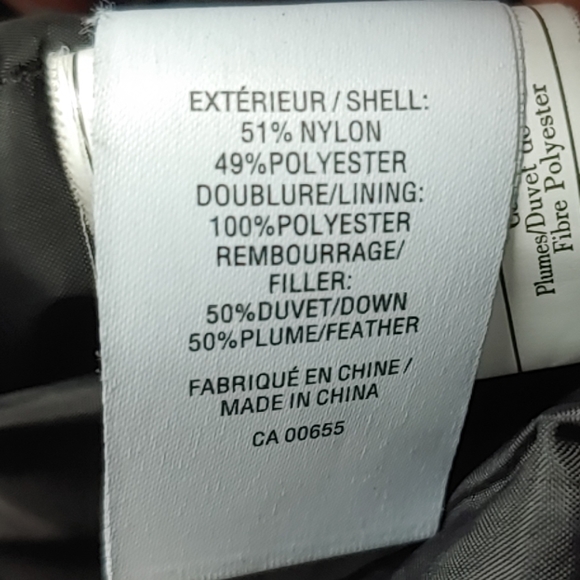 EXTÉRIEUR / SHELL:
51% NYLON
49%POLYESTER
DOUBLURE/LINING:
100%POLYESTER
REMBOURRAGE/
FILLER:
50%DUVET/DOWN
50%PLUME/FEATHER
FABRIQUÉ EN CHINE /
MADE IN CHINA
CA 00655
Plumes/Duvet
Fibre Polyester